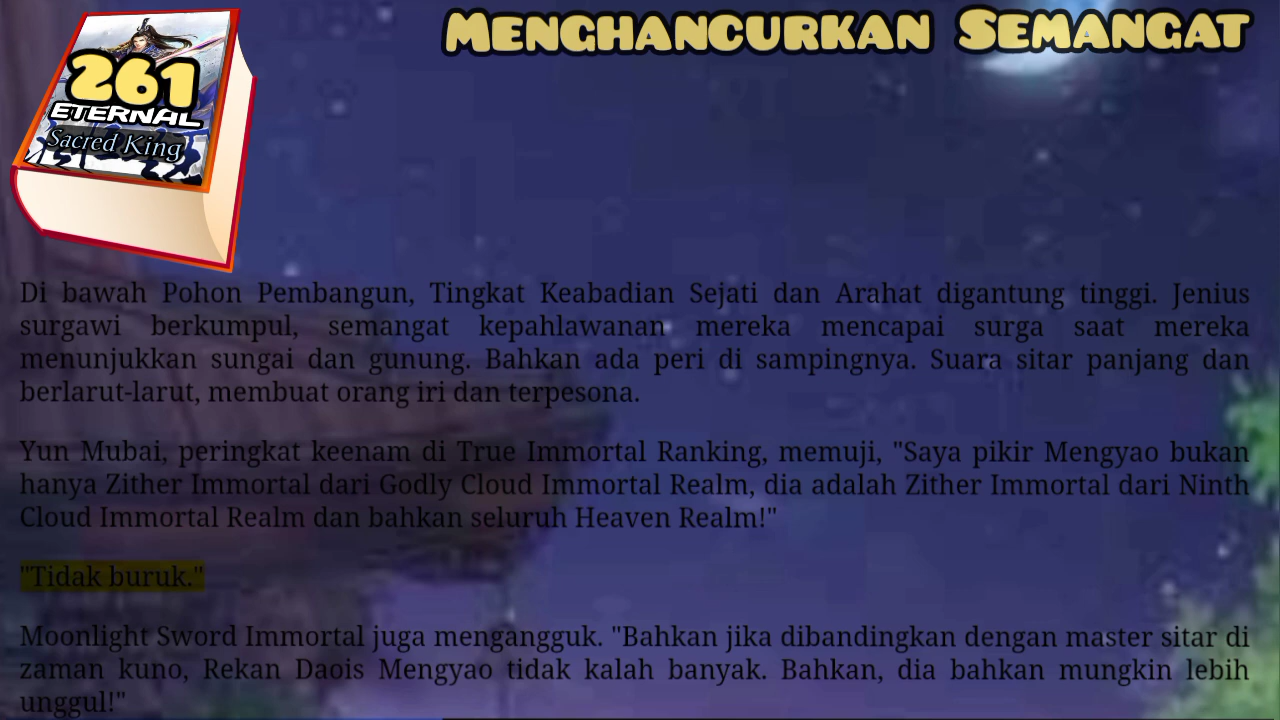 Menghancurkan Semangat
261
ETERNAL
Sacred King
Di bawah Pohon Pembangun, Tingkat Keabadian Sejati dan Arahat digantung tinggi. Jenius
surgawi berkumpul, semangat kepahlawanan mereka mencapai surga saat mereka
menunjukkan sungai dan gunung. Bahkan ada peri di sampingnya. Suara sitar panjang dan
berlarut-larut, membuat orang iri dan terpesona.
Yun Mubai, peringkat keenam di True Immortal Ranking, memuji, "Saya pikir Mengyao bukan
hanya Zither Immortal dari Godly Cloud Immortal Realm, dia adalah Zither Immortal dari Ninth
Cloud Immortal Realm dan bahkan seluruh Heaven Realm!"
"Tidak buruk."
Moonlight Sword Immortal juga mengangguk. "Bahkan jika dibandingkan dengan master sitar di
zaman kuno, Rekan Daois Mengyao tidak kalah banyak. Bahkan, dia bahkan mungkin lebih
unggul!"